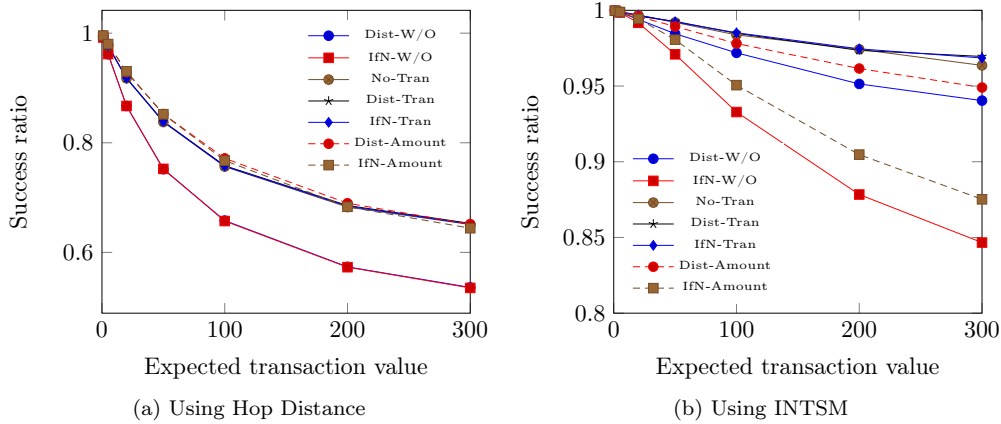 1
0.8
0.6
0
100
200
300
Success ratio
Expected transaction value
Dist-W/O
IfN-W/O
No-Tran
Dist-Tran
IfN-Tran
Dist-Amount
IfN-Amount
(a) Using Hop Distance
1
0.95
0.9
0.85
0.8
0
100
200
300
Success ratio
Expected transaction value
Dist-W/O
IfN-W/O
No-Tran
Dist-Tran
IfN-Tran
Dist-Amount
IfN-Amount
(b) Using INTSM